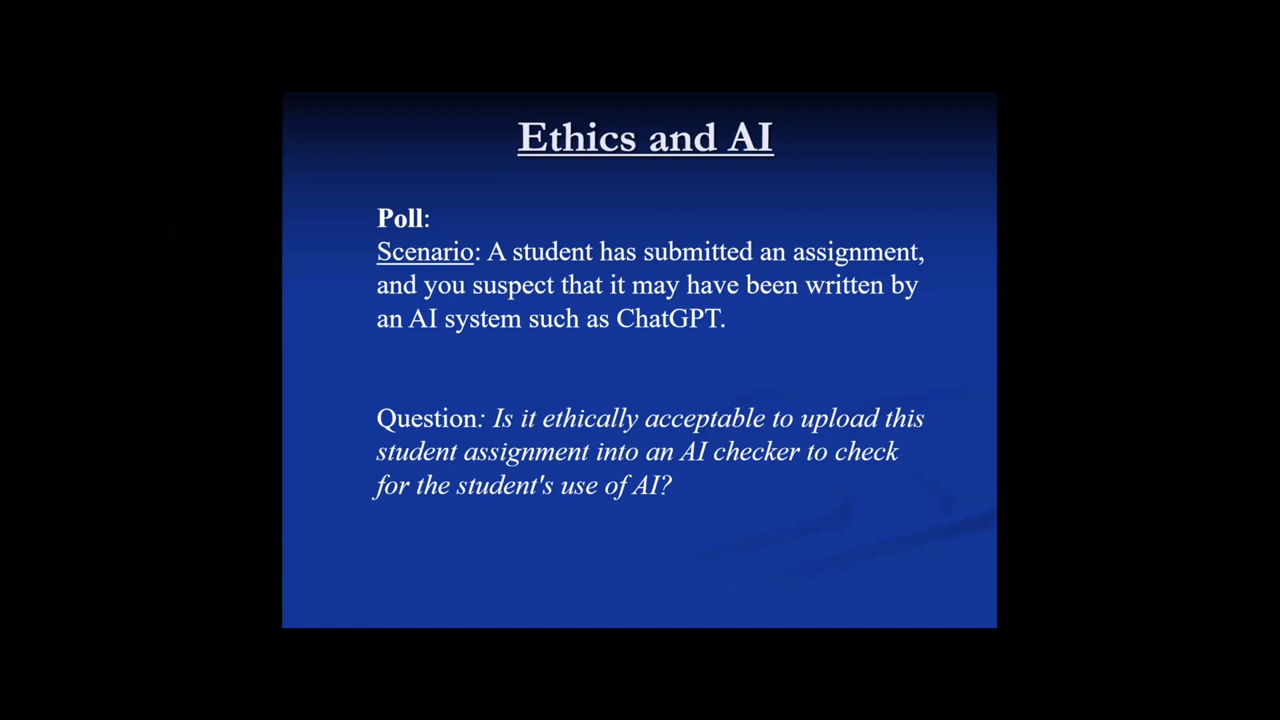 Ethics and AI
Poll:
Scenario: A student has submitted an assignment,
and you suspect that it may have been written by
an AI system such as ChatGPT.
Question: Is it ethically acceptable to upload this
student assignment into an AI checker to check
for the student's use of AI?